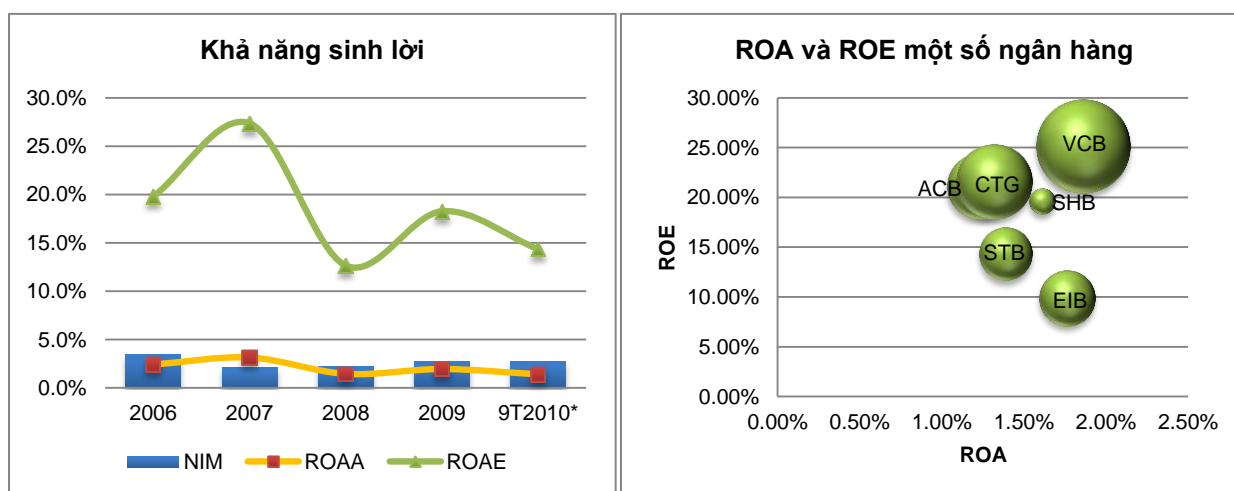 Khả năng sinh lời
30.0%
25.0%
20.0%
15.0%
10.0%
5.0%
0.0%
2006 2007 2008 2009 9T2010*
NIM ROAA ROAE
ROA và ROE một số ngân hàng
ROE
30.00%
25.00%
20.00%
15.00%
10.00%
5.00%
0.00%
VCB
ACB CTG SHB
STB
EIB
0.00% 0.50% 1.00% 1.50% 2.00% 2.50%
ROA